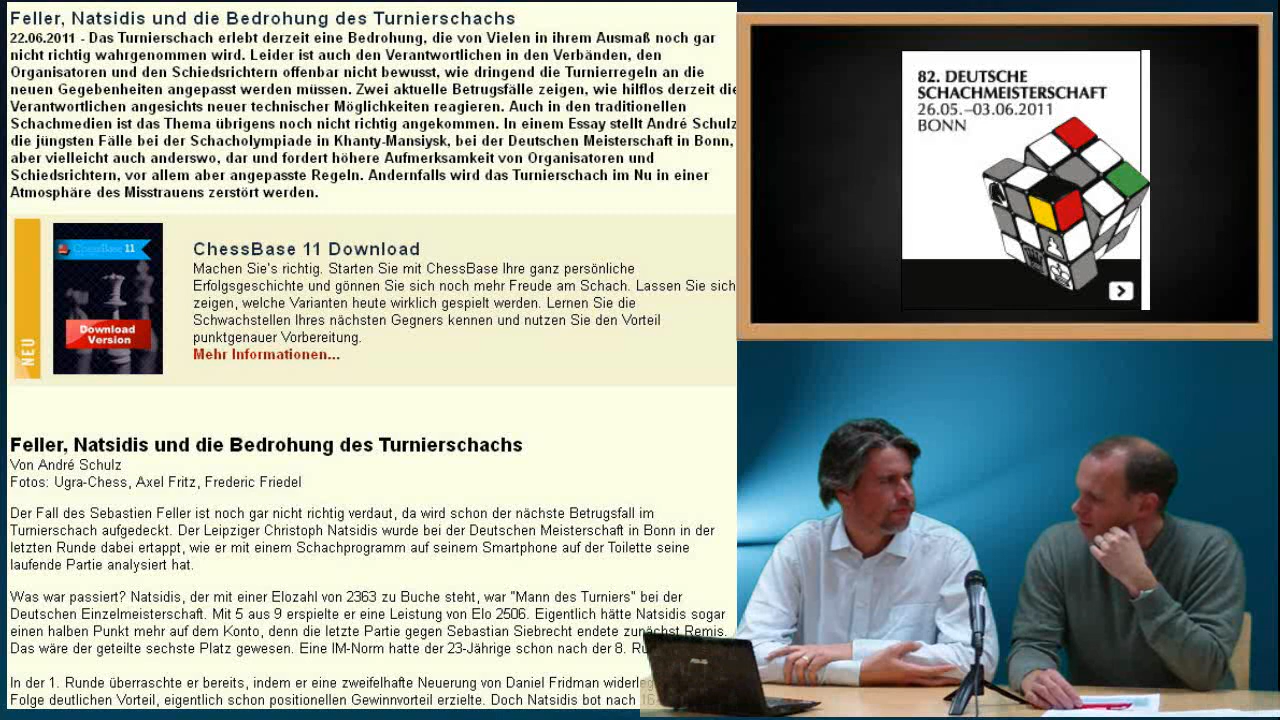 Feller, Natsidis und die Bedrohung des Turnierschachs
22.06.2011 - Das Turnierschach erlebt derzeit eine Bedrohung, die von Vielen in ihrem Ausmaß noch gar
nicht richtig wahrgenommen wird. Leider ist auch den Verantwortlichen in den Verbänden, den
Organisatoren und den Schiedsrichtern offenbar nicht bewusst, wie dringend die Turnierregeln an die
neuen Gegebenheiten angepasst werden müssen. Zwei aktuelle Betrugsfälle zeigen, wie hilflos derzeit die
Verantwortlichen angesichts neuer technischer Möglichkeiten reagieren. Auch in den traditionellen
Schachmedien ist das Thema übrigens noch nicht richtig angekommen. In einem Essay stellt André Schulz
die jüngsten Fälle bei der Schacholympiade in Khanty-Mansiysk, bei der Deutschen Meisterschaft in Bonn,
aber vielleicht auch anderswo, dar und fordert höhere Aufmerksamkeit von Organisatoren und
Schiedsrichtern, vor allem aber angepasste Regeln. Andernfalls wird das Turnierschach im Nu in einer
Atmosphäre des Misstrauens zerstört werden.
NEU
ChessBase 11
Download
Version
ChessBase 11 Download
Machen Sie's richtig. Starten Sie mit ChessBase Ihre ganz persönliche
Erfolgsgeschichte und gönnen Sie sich noch mehr Freude am Schach. Lassen Sie sich
zeigen, welche Varianten heute wirklich gespielt werden. Lernen Sie die
Schwachstellen Ihres nächsten Gegners kennen und nutzen Sie den Vorteil
punktgenauer Vorbereitung.
Mehr Informationen...
Feller, Natsidis und die Bedrohung des Turnierschachs
Von André Schulz
Fotos: Ugra-Chess, Axel Fritz, Frederic Friedel
Der Fall des Sebastien Feller ist noch gar nicht richtig verdaut, da wird schon der nächste Betrugsfall im
Turnierschach aufgedeckt. Der Leipziger Christoph Natsidis wurde bei der Deutschen Meisterschaft in Bonn in der
letzten Runde dabei ertappt, wie er mit einem Schachprogramm auf seinem Smartphone auf der Toilette seine
laufende Partie analysiert hat.
Was war passiert? Natsidis, der mit einer Elozahl von 2363 zu Buche steht, war "Mann des Turniers" bei der
Deutschen Einzelmeisterschaft. Mit 5 aus 9 erspielte er eine Leistung von Elo 2506. Eigentlich hätte Natsidis sogar
einen halben Punkt mehr auf dem Konto, denn die letzte Partie gegen Sebastian Siebrecht endete zunächst Remis.
Das wäre der geteilte sechste Platz gewesen. Eine IM-Norm hatte der 23-Jährige schon nach der 8.
In der 1. Runde überraschte er bereits, indem er eine zweifelhafte Neuerung von Daniel Fridman
Folge deutlichen Vorteil, eigentlich schon positionellen Gewinnvorteil erzielte. Doch Natsidis bot nach
82. DEUTSCHE
SCHACHMEISTERSCHAFT
26.05.–03.06.2011
BONN